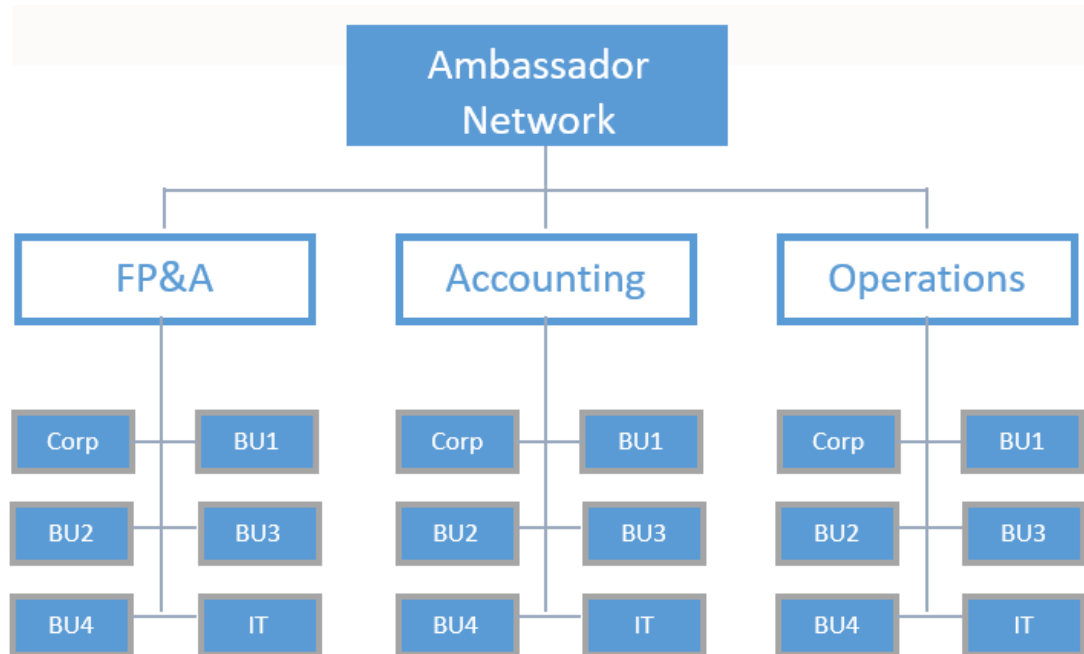 Ambassador
Network
FP&A
Accounting
Operations
Corp
BU1
Corp
BU1
Corp
BU1
BU2
BU3
BU2
BU3
BU2
BU3
BU4
IT
BU4
IT
BU4
IT